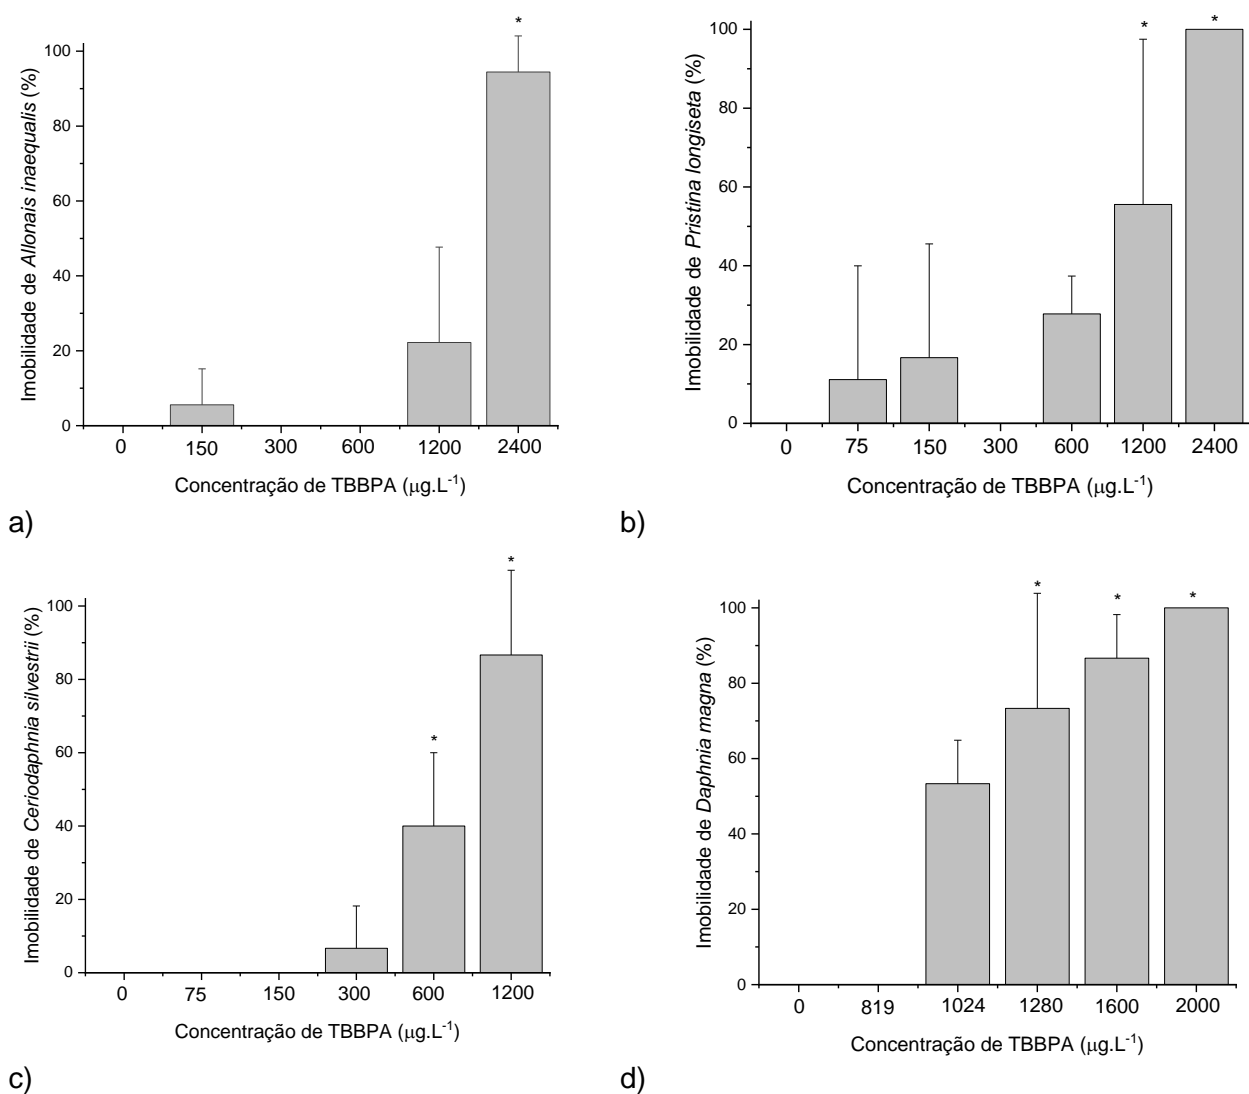 *
100
80
60
40
20
0
Imobilidade de Allonais inaequalis (%)
0 150 300 600 1200 2400
Concentração de TBBPA (µg.L-1)
a)
* *
100
80
60
40
20
0
Imobilidade de Pristina longiseta (%)
0 75 150 300 600 1200 2400
Concentração de TBBPA (µg.L-1)
b)
*
*
100
80
60
40
20
0
Imobilidade de Ceriodaphnia silvestrii (%)
0 75 150 300 600 1200
Concentração de TBBPA (µg.L-1)
c)
* * *
100
80
60
40
20
0
Imobilidade de Daphnia magna (%)
0 819 1024 1280 1600 2000
Concentração de TBBPA (µg.L-1)
d)